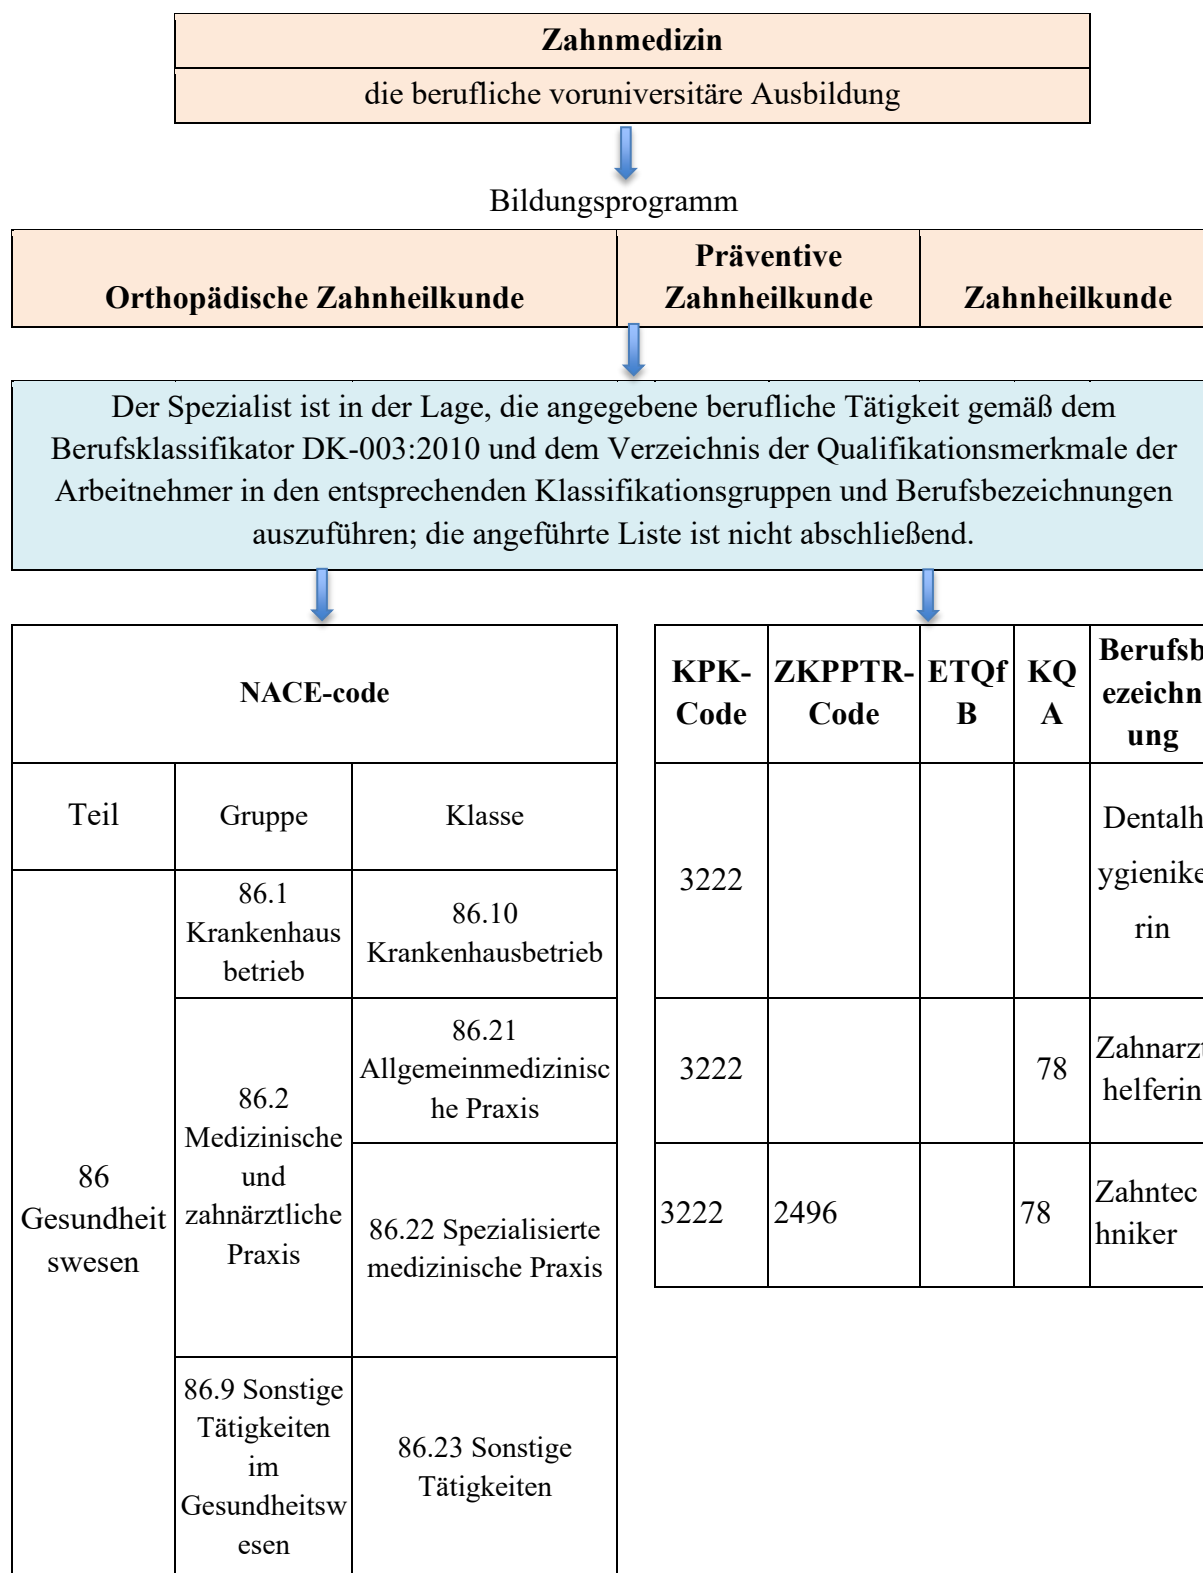 Zahnmedizin
die berufliche voruniversitäre Ausbildung
Bildungsprogramm
Orthopädische Zahnheilkunde
Präventive
Zahnheilkunde
Zahnheilkunde
Der Spezialist ist in der Lage, die angegebene berufliche Tätigkeit gemäß dem
Berufsklassifikator DK-003:2010 und dem Verzeichnis der Qualifikationsmerkmale der
Arbeitnehmer in den entsprechenden Klassifikationsgruppen und Berufsbezeichnungen
auszuführen; die angeführte Liste ist nicht abschließend.
NACE-code
Teil
Gruppe
Klasse
86
Gesundheit
swesen
86.1
Krankenhaus
betrieb
86.10
Krankenhausbetrieb
86.2
Medizinische
und
zahnärztliche
Praxis
86.21
Allgemeinmedizinisc
he Praxis
86.22 Spezialisierte
medizinische Praxis
86.9 Sonstige
Tätigkeiten
im
Gesundheitsw
esen
86.23 Sonstige
Tätigkeiten
KPK-
Code
ZKPPTR-
Code
ETQf
B
KQ
A
Berufsb
ezeichn
ung
3222
Dentalh
ygienike
rin
3222
78
Zahnarzt
helferin
3222
2496
78
Zahntec
hniker